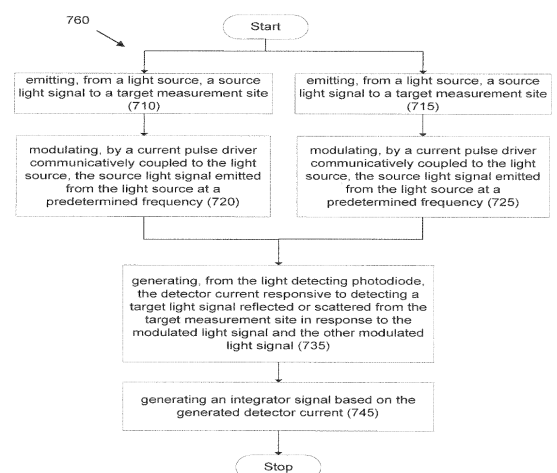 760
Start
emitting, from a light source, a source
light signal to a target measurement site
(710)
emitting, from a light source, a source
light signal to a target measurement site
(715)
modulating, by a current pulse driver
communicatively coupled to the light
source, the source light signal emitted
from the light source at a
predetermined frequency (720)
modulating, by a current pulse driver
communicatively coupled to the light
source, the source light signal emitted
from the light source at a
predetermined frequency (725)
generating, from the light detecting photodiode,
the detector current responsive to detecting a
target light signal reflected or scattered from the
target measurement site in response to the
modulated light signal and the other modulated
light signal (735)
generating an integrator signal based on the
generated detector current (745)
Stop